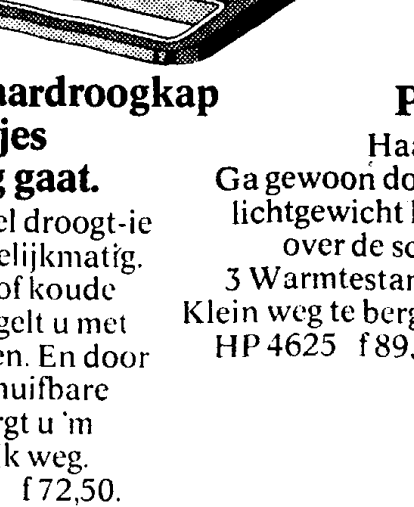 aardroogkap
jes
g gaat.
el droogt-ie
elijkmatig.
of koude
gelt u met
en. En door
huifbare
rgt u 'm
k weg.
f 72,50.
P
Haa
Ga gewoon do
lichtgewicht
over de sc
3 Warmtestan
Klein weg te berg
HP 4625 f 89,